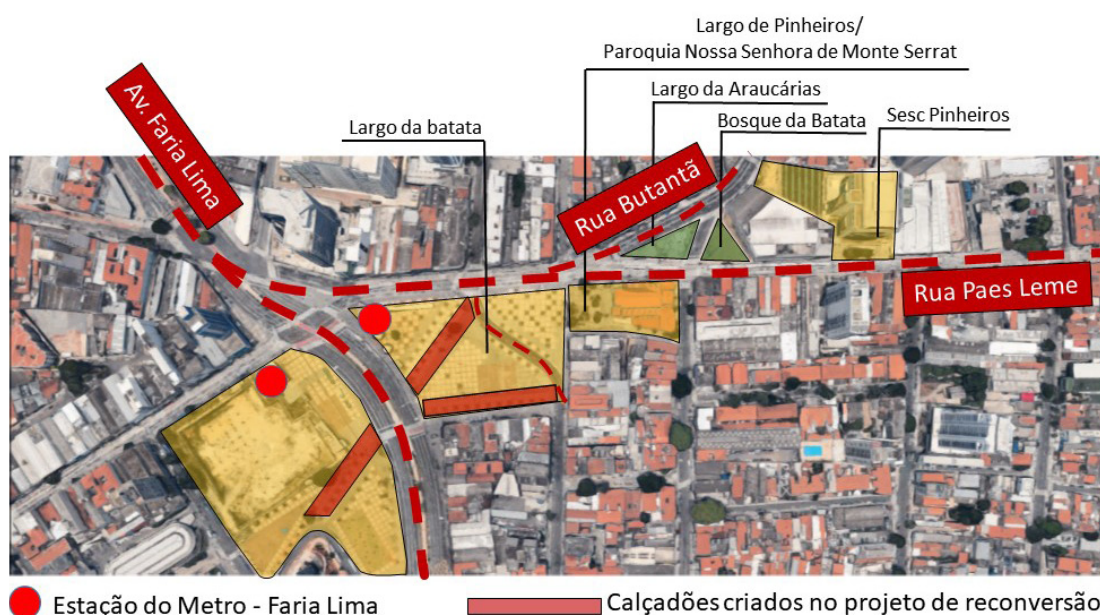 Largo de Pinheiros/
Paroquia Nossa Senhora de Monte Serrat
Largo da Araucárias
Bosque da Batata
Sesc Pinheiros
Largo da batata
Av. Faria Lima
Rua Butantã
Rua Paes Leme
Estação do Metro - Faria Lima
Calçadões criados no projeto de reconversão